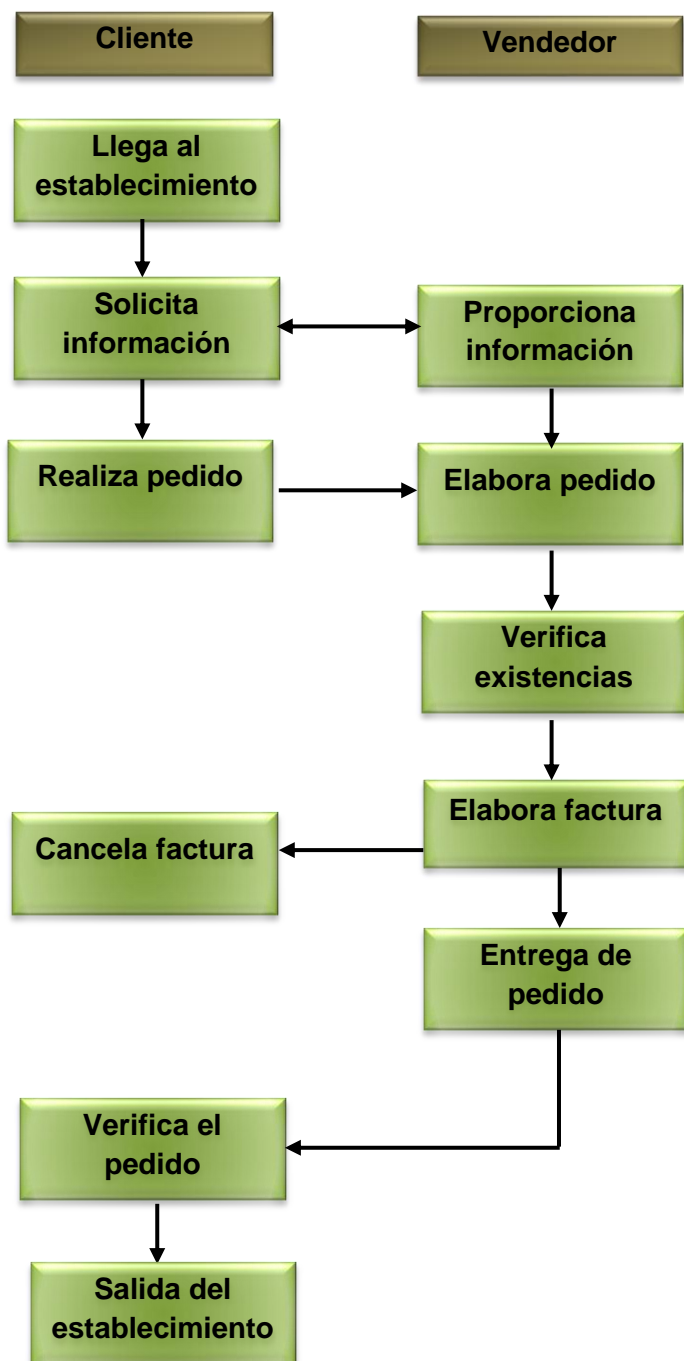 Cliente
Vendedor
Llega al
establecimiento
Solicita
información
Proporciona
información
Realiza pedido
Elabora pedido
Verifica
existencias
Elabora factura
Cancela factura
Entrega de
pedido
Verifica el
pedido
Salida del
establecimiento